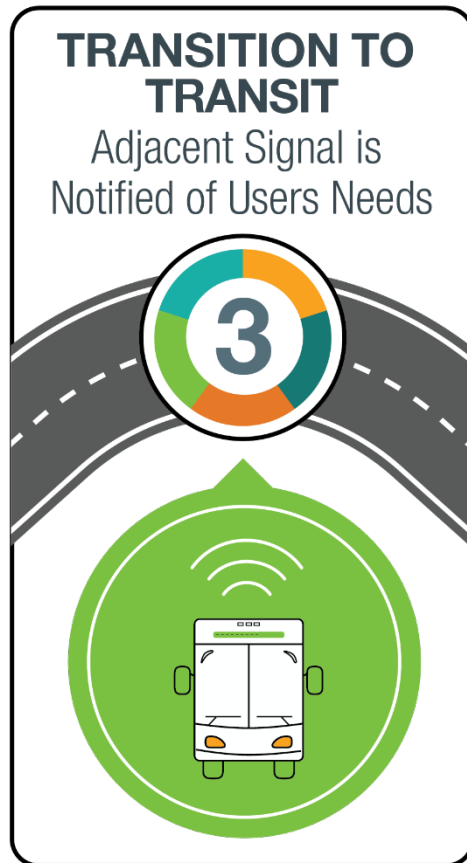 TRANSITION TO
TRANSIT
Adjacent Signal is
Notified of Users Needs
3